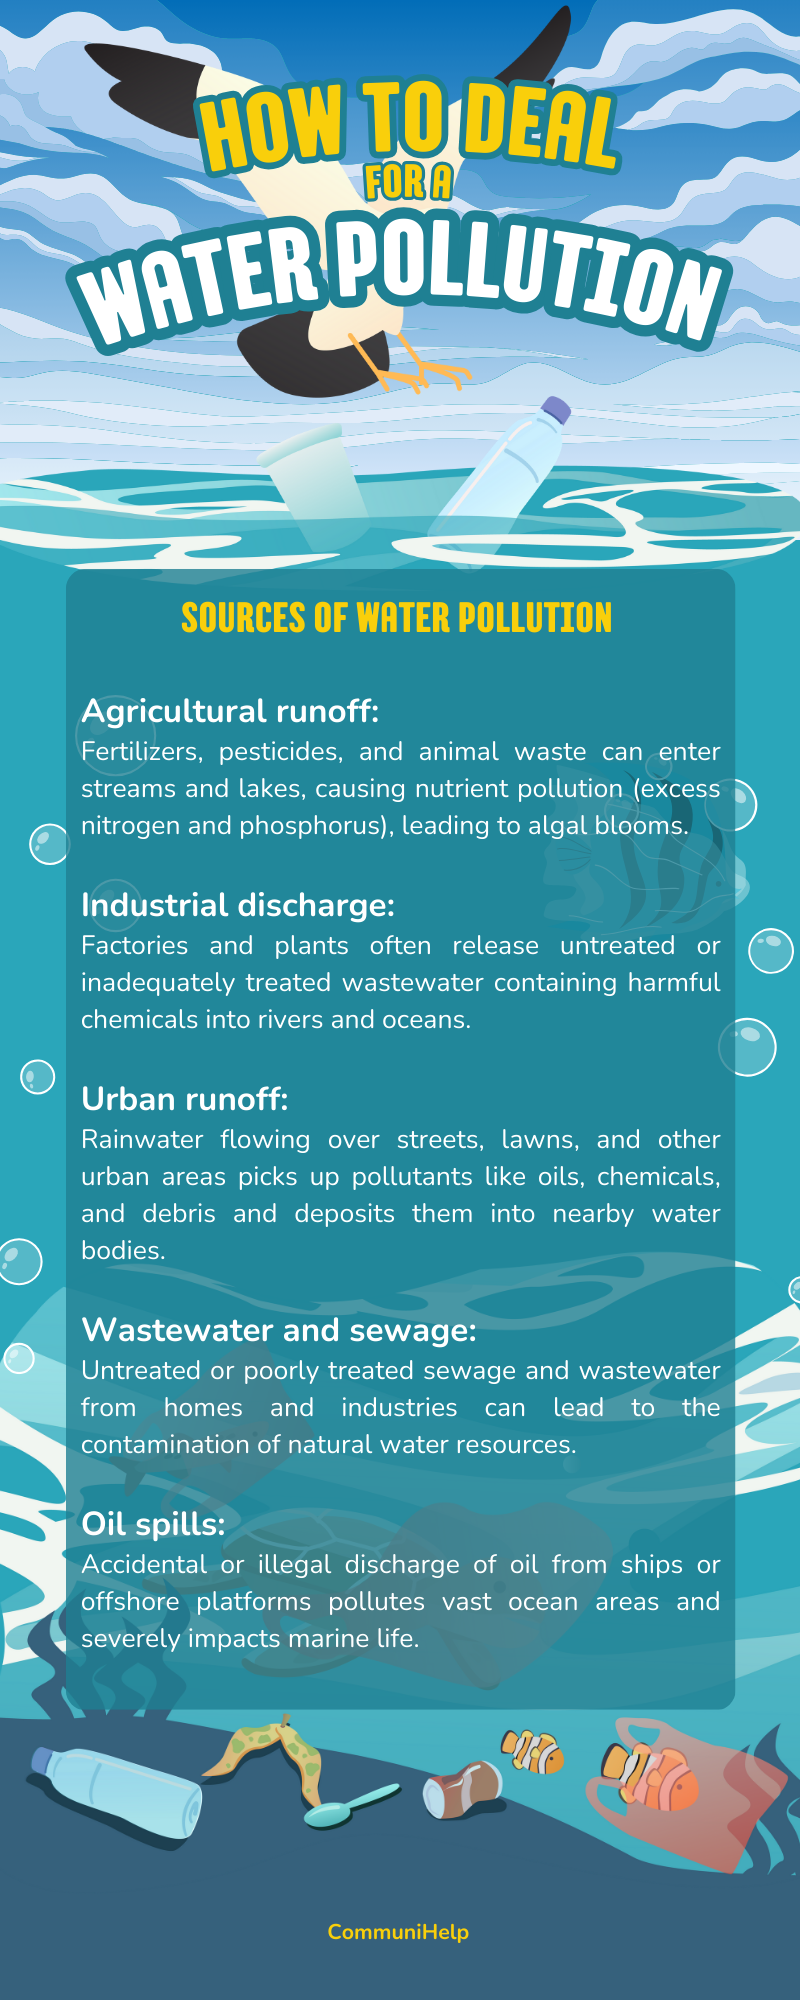 HOW TO DEAL
FOR A
WATER POLLUTION
SOURCES OF WATER POLLUTION
Agricultural runoff:
Fertilizers, pesticides, and animal waste can enter
streams and lakes, causing nutrient pollution (excess
nitrogen and phosphorus), leading to algal blooms.
Industrial discharge:
Factories and plants often release untreated or
inadequately treated wastewater containing harmful
chemicals into rivers and oceans.
Urban runoff:
Rainwater flowing over streets, lawns, and other
urban areas picks up pollutants like oils, chemicals,
and debris and deposits them into nearby water
bodies.
Wastewater and sewage:
Untreated or poorly treated sewage and wastewater
from homes and industries can lead to the
contamination of natural water resources.
Oil spills:
Accidental or illegal discharge of oil from ships or
offshore platforms pollutes vast ocean areas and
severely impacts marine life.
CommuniHelp